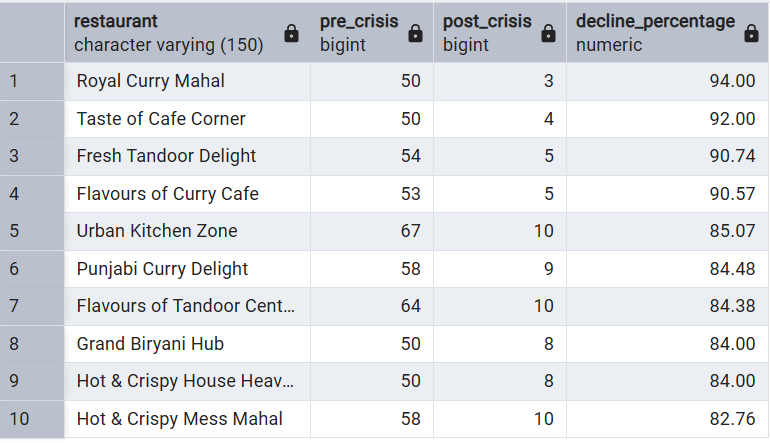 restaurant pre_crisis post_crisis decline_percentage
character varying (150) bigint bigint numeric
1 Royal Curry Mahal 50 3 94.00
2 Taste of Cafe Corner 50 4 92.00
3 Fresh Tandoor Delight 54 5 90.74
4 Flavours of Curry Cafe 53 5 90.57
5 Urban Kitchen Zone 67 10 85.07
6 Punjabi Curry Delight 58 9 84.48
7 Flavours of Tandoor Cent... 64 10 84.38
8 Grand Biryani Hub 50 8 84.00
9 Hot & Crispy House Heav... 50 8 84.00
10 Hot & Crispy Mess Mahal 58 10 82.76